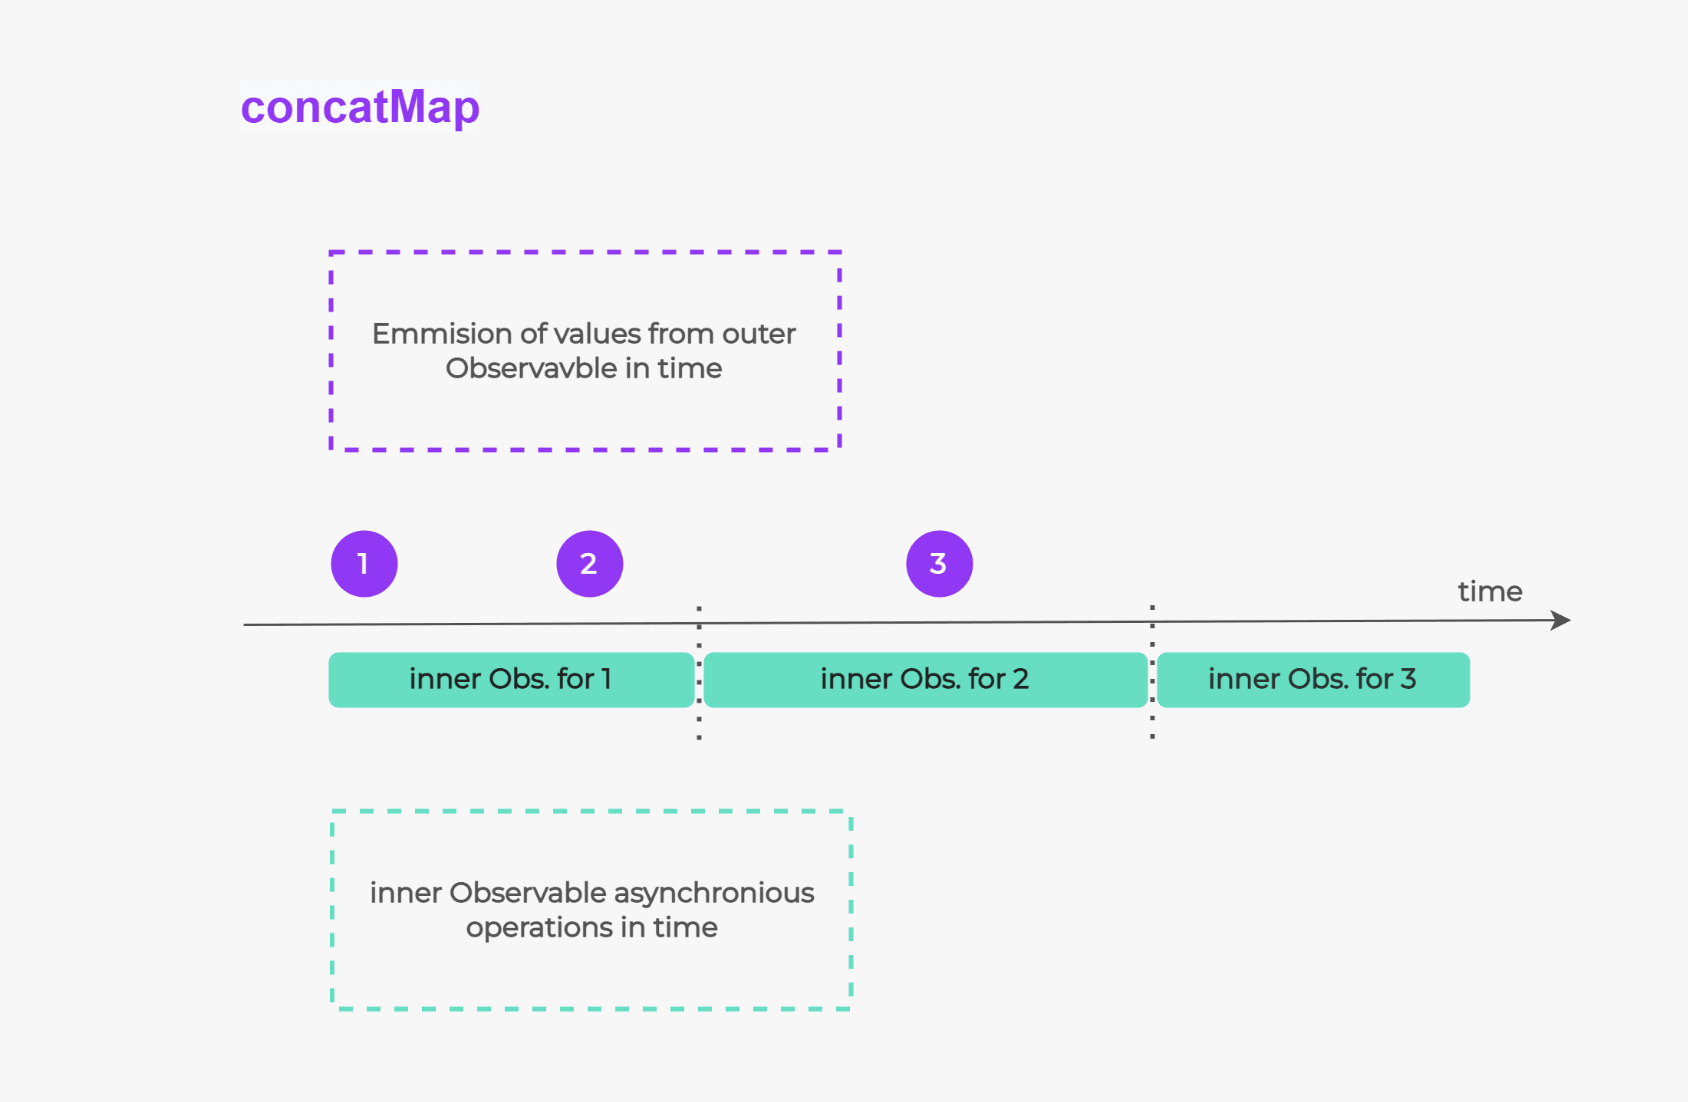 concatMap
Emmision of values from outer
Observavble in time
1
2
3
time
inner Obs. for 1
inner Obs. for 2
inner Obs. for 3
inner Observable asynchronious
operations in time